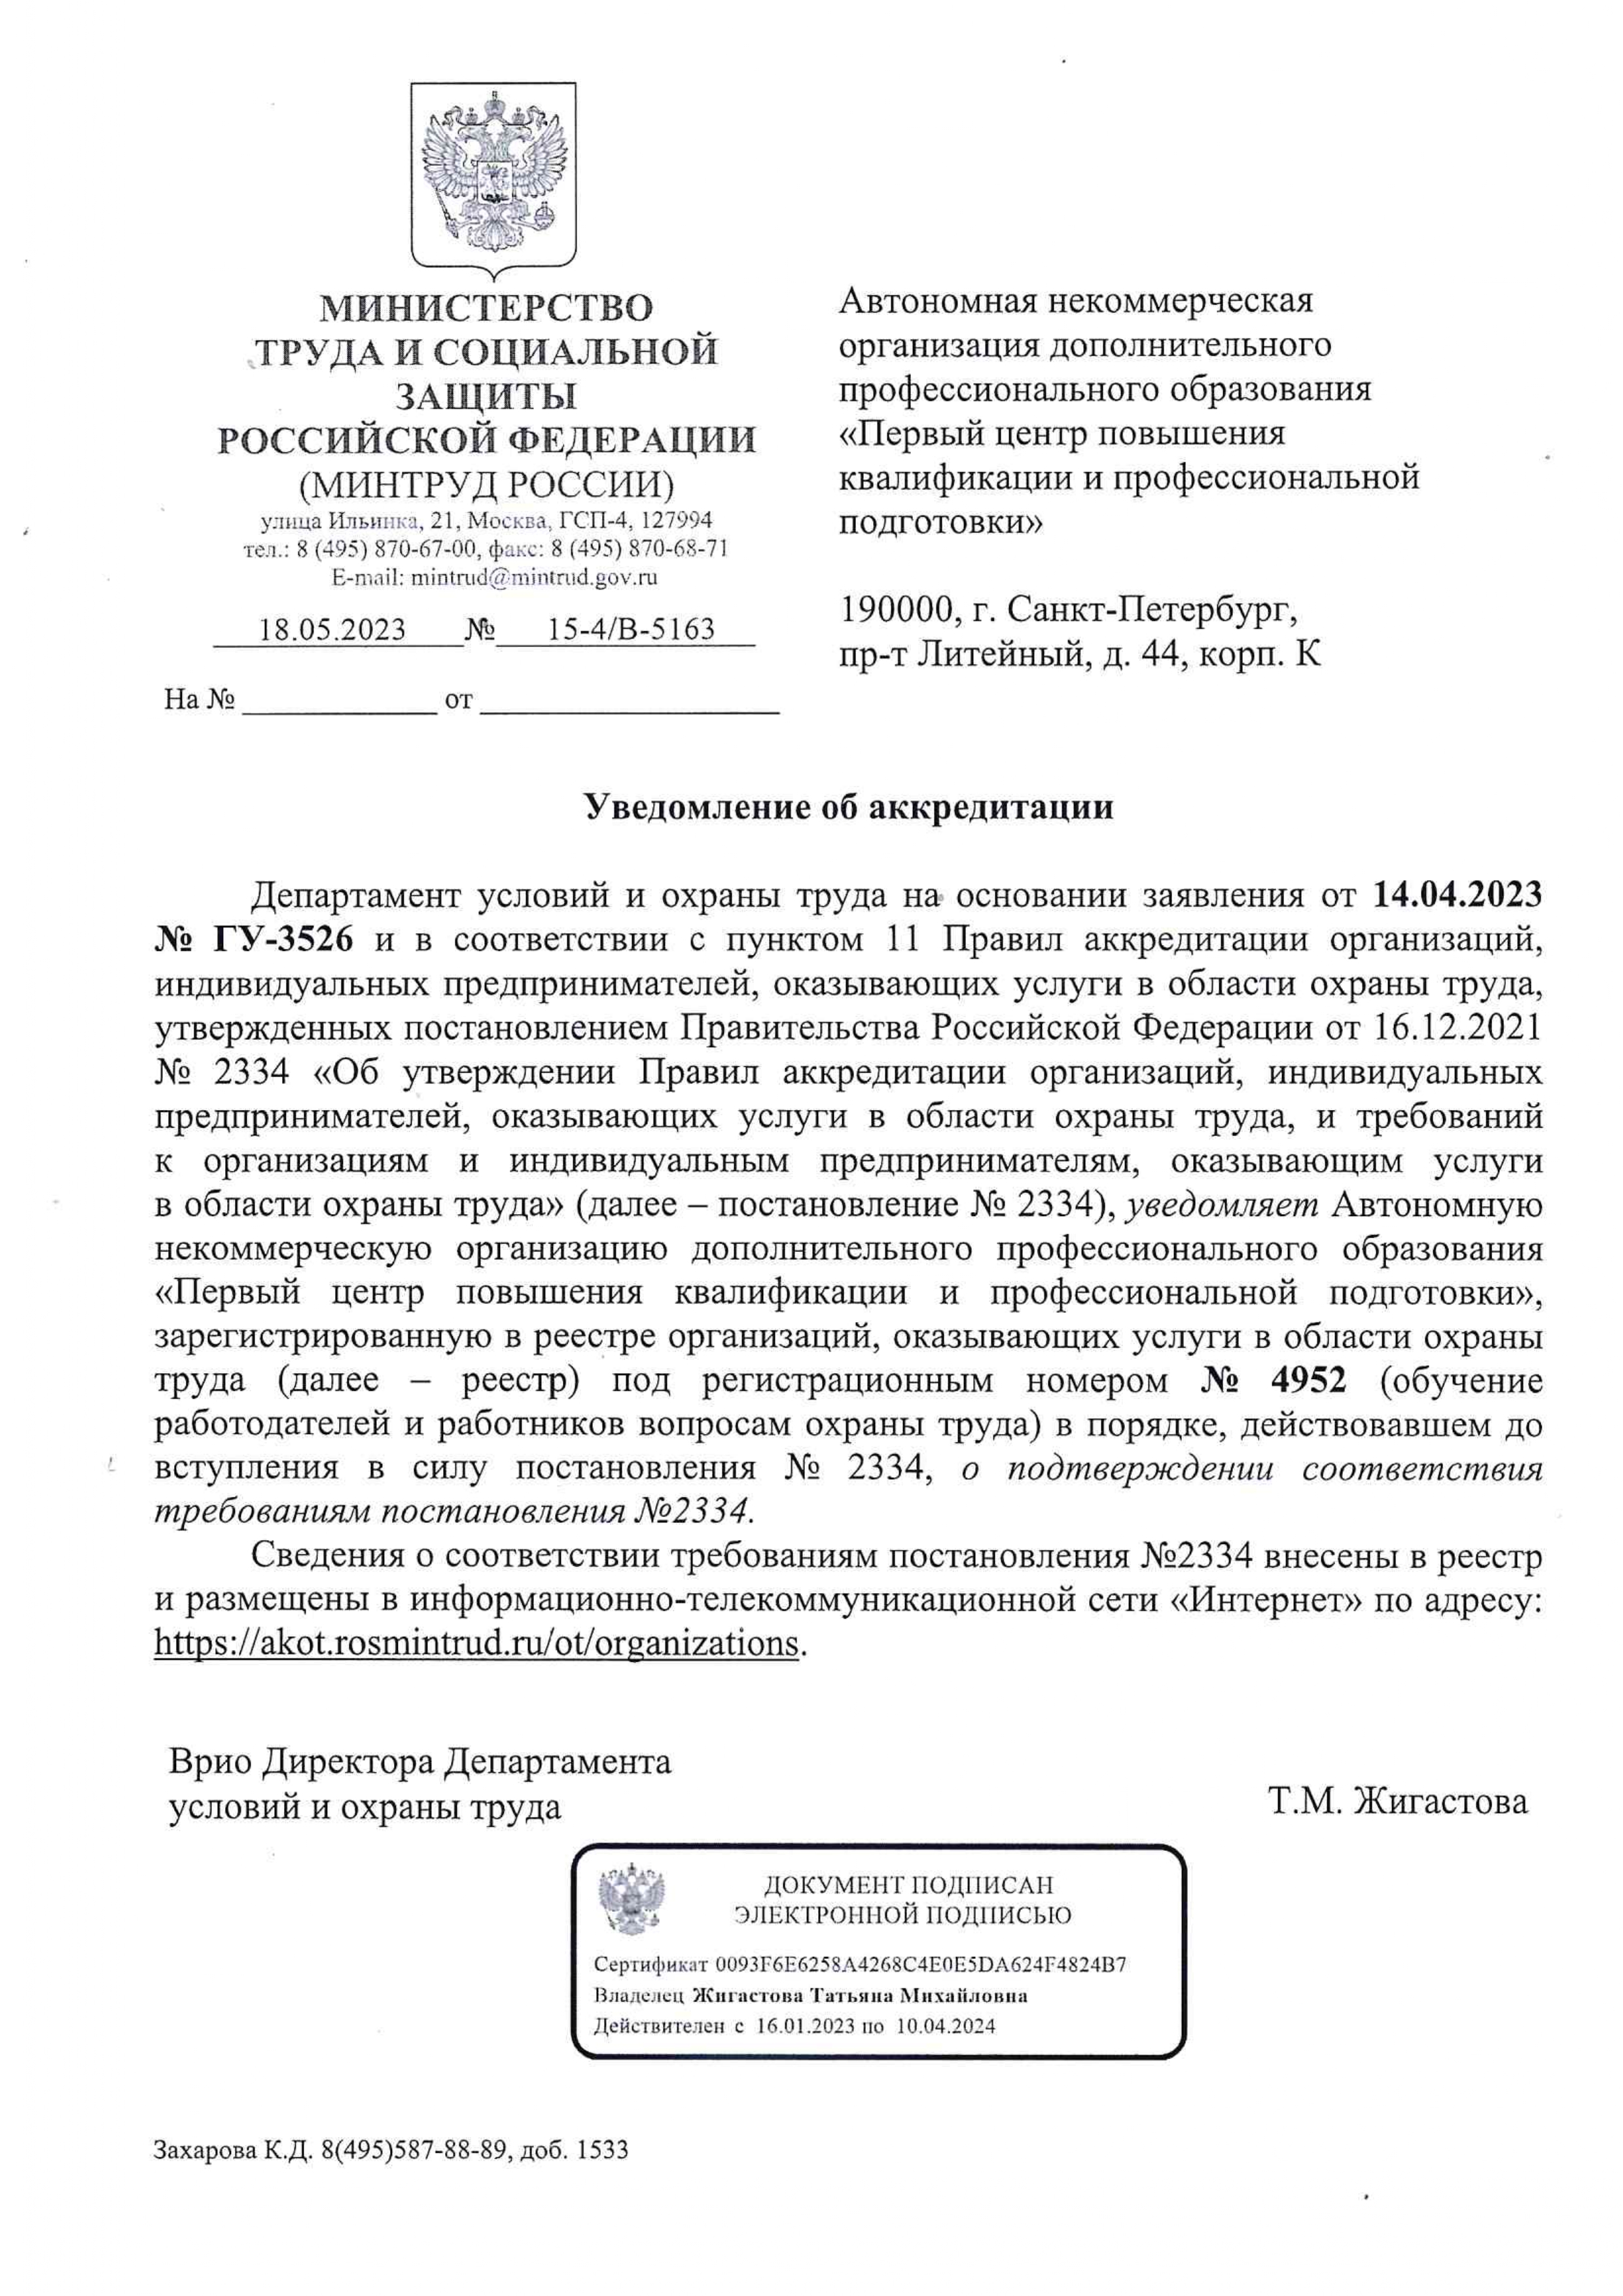 МИНИСТЕРСТВО
ТРУДА И СОЦИАЛЬНОЙ
ЗАЩИТЫ
РОССИЙСКОЙ ФЕДЕРАЦИИ
(МИНТРУД РОССИИ)
улица Ильинка, 21, Москва, ГСП-4, 127994
тел.: 8 (495) 870-67-00, факс: 8 (495) 870-68-71
E-mail: mintrud@mintrud.gov.ru
18.05.2023 № 15-4/В-5163
На № ____________ от ____________
Автономная некоммерческая
организация дополнительного
профессионального образования
«Первый центр повышения
квалификации и профессиональной
подготовки»
190000, г. Санкт-Петербург,
пр-т Литейный, д. 44, корп. К
Уведомление об аккредитации
Департамент условий и охраны труда на основании заявления от 14.04.2023
№ ГУ-3526 и в соответствии с пунктом 11 Правил аккредитации организаций,
индивидуальных предпринимателей, оказывающих услуги в области охраны труда,
утвержденных постановлением Правительства Российской Федерации от 16.12.2021
№ 2334 «Об утверждении Правил аккредитации организаций, индивидуальных
предпринимателей, оказывающих услуги в области охраны труда, и требований
к организациям и индивидуальным предпринимателям, оказывающим услуги
в области охраны труда» (далее – постановление № 2334), уведомляет Автономную
некоммерческую организацию дополнительного профессионального образования
«Первый центр повышения квалификации и профессиональной подготовки»,
зарегистрированную в реестре организаций, оказывающих услуги в области охраны
труда (далее – реестр) под регистрационным номером № 4952 (обучение
работодателей и работников вопросам охраны труда) в порядке, действовавшем до
вступления в силу постановления № 2334, о подтверждении соответствия
требованиям постановления №2334.
Сведения о соответствии требованиям постановления №2334 внесены в реестр
и размещены в информационно-телекоммуникационной сети «Интернет» по адресу:
https://akot.rosmintrud.ru/ot/organizations.
Врио Директора Департамента
условий и охраны труда
Т.М. Жигастова
ДОКУМЕНТ ПОДПИСАН
ЭЛЕКТРОННОЙ ПОДПИСЬЮ
Сертификат 0093F6E6258A4268C4E0E5DA624F4824B7
Владелец Жигастова Татьяна Михайловна
Действителен с 16.01.2023 по 10.04.2024
Захарова К.Д. 8(495)587-88-89, доб. 1533